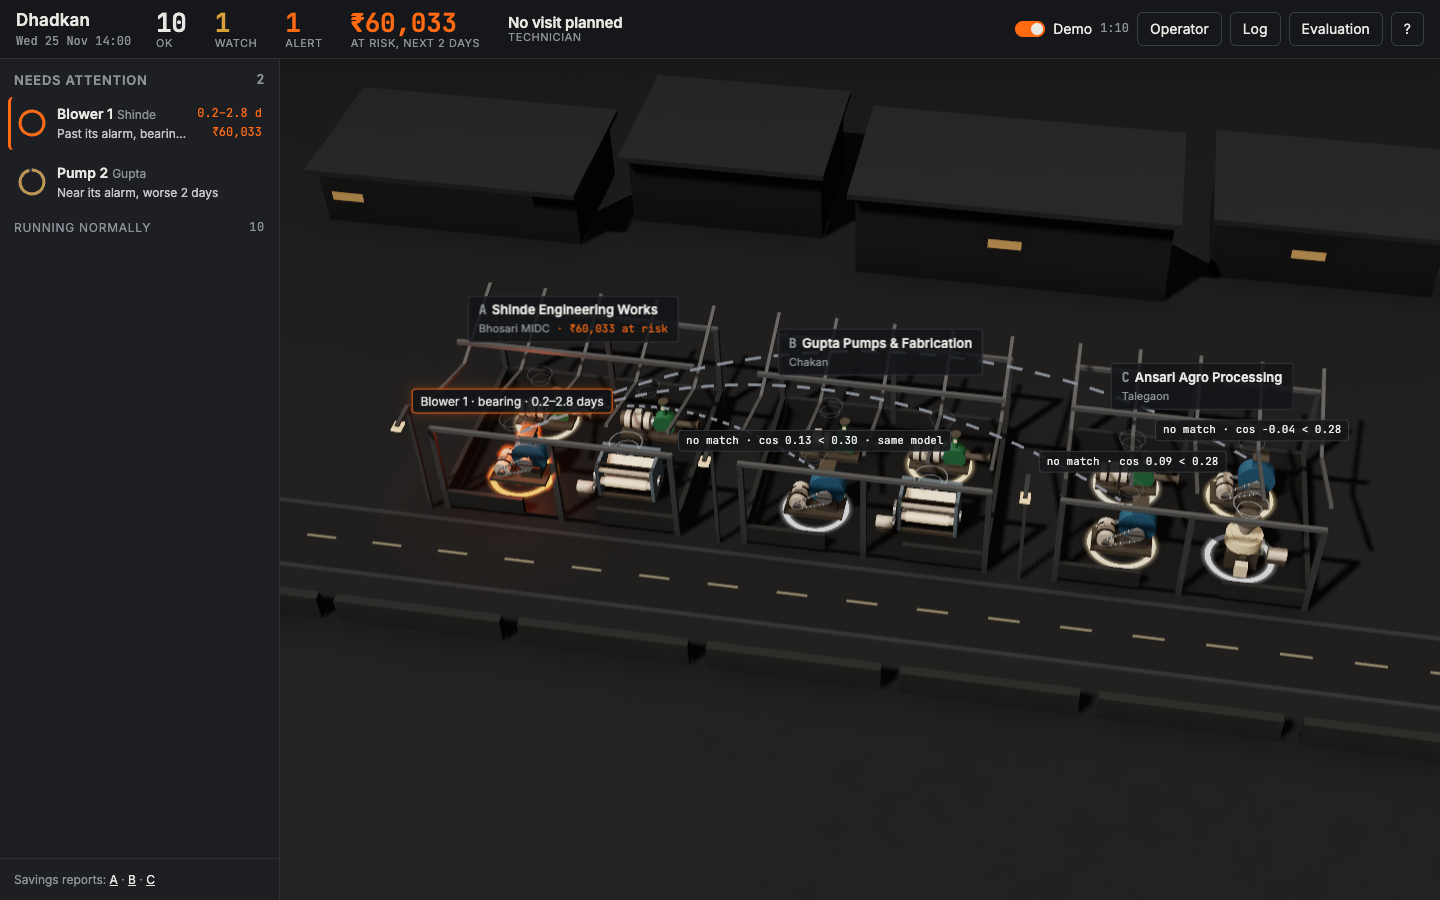 Dhadkan
Wed 25 Nov 14:00
10
OK
1
WATCH
1
ALERT
₹60,033
AT RISK, NEXT 2 DAYS
No visit planned
TECHNICIAN
Demo 1:10
Operator
Log
Evaluation
?
NEEDS ATTENTION 2
Blower 1 Shinde 0.2–2.8 d
Past its alarm, bearin... ₹60,033
Pump 2 Gupta
Near its alarm, worse 2 days
RUNNING NORMALLY 10
A Shinde Engineering Works
Bhosari MIDC · ₹60,033 at risk
B Gupta Pumps & Fabrication
Chakan
C Ansari Agro Processing
Talegaon
Blower 1 · bearing · 0.2–2.8 days
no match · cos 0.13 < 0.30 · same model
no match · cos -0.04 < 0.28
no match · cos 0.09 < 0.28
Savings reports: A · B · C